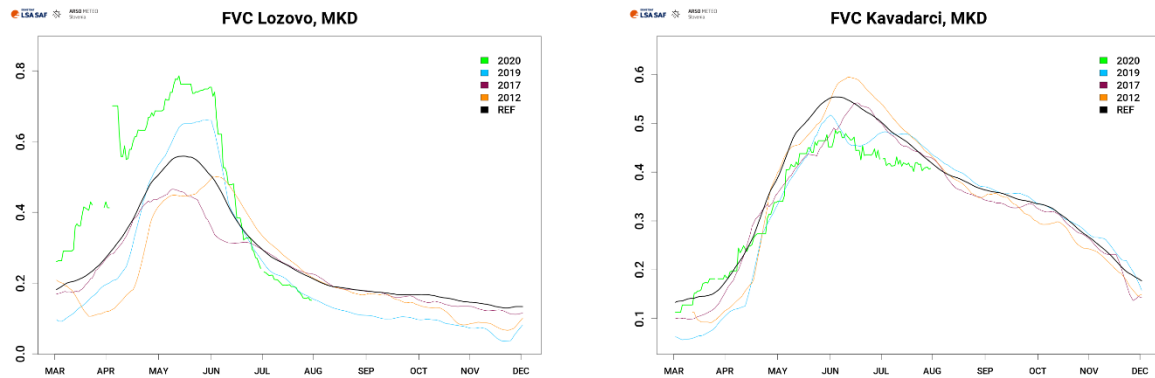 LSA SAF
ARSO METEO
Slovenia
FVC Lozovo, MKD
0.8
0.6
0.4
0.2
0.0
2020
2019
2017
2012
REF
MAR APR MAY JUN JUL AUG SEP OCT NOV DEC
LSA SAF
ARSO METEO
Slovenia
FVC Kavadarci, MKD
0.6
0.5
0.4
0.3
0.2
0.1
2020
2019
2017
2012
REF
MAR APR MAY JUN JUL AUG SEP OCT NOV DEC